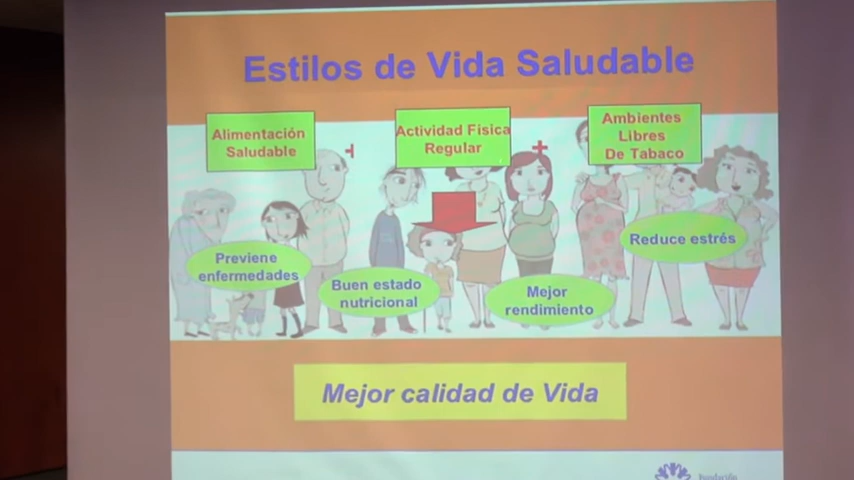 Estilos de Vida Saludable
Alimentación
Saludable
+
Actividad Física
Regular
+
Ambientes
Libres
De Tabaco
Previene
enfermedades
Buen estado
nutricional
Mejor
rendimiento
Reduce estrés
Mejor calidad de Vida
Fundación